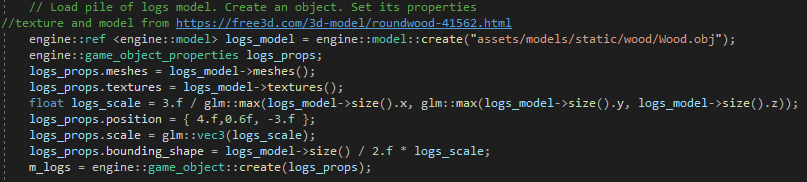 // Load pile of logs model. Create an object. Set its properties
//texture and model from https://free3d.com/3d-model/roundwood-41562.html
engine::ref <engine::model> logs_model = engine::model::create("assets/models/static/wood/Wood.obj");
engine::game_object_properties logs_props;
logs_props.meshes = logs_model->meshes();
logs_props.textures = logs_model->textures();
float logs_scale = 3.f / glm::max(logs_model->size().x, glm::max(logs_model->size().y, logs_model->size().z));
logs_props.position = { 4.f,0.6f, -3.f };
logs_props.scale = glm::vec3(logs_scale);
logs_props.bounding_shape = logs_model->size() / 2.f * logs_scale;
m_logs = engine::game_object::create(logs_props);